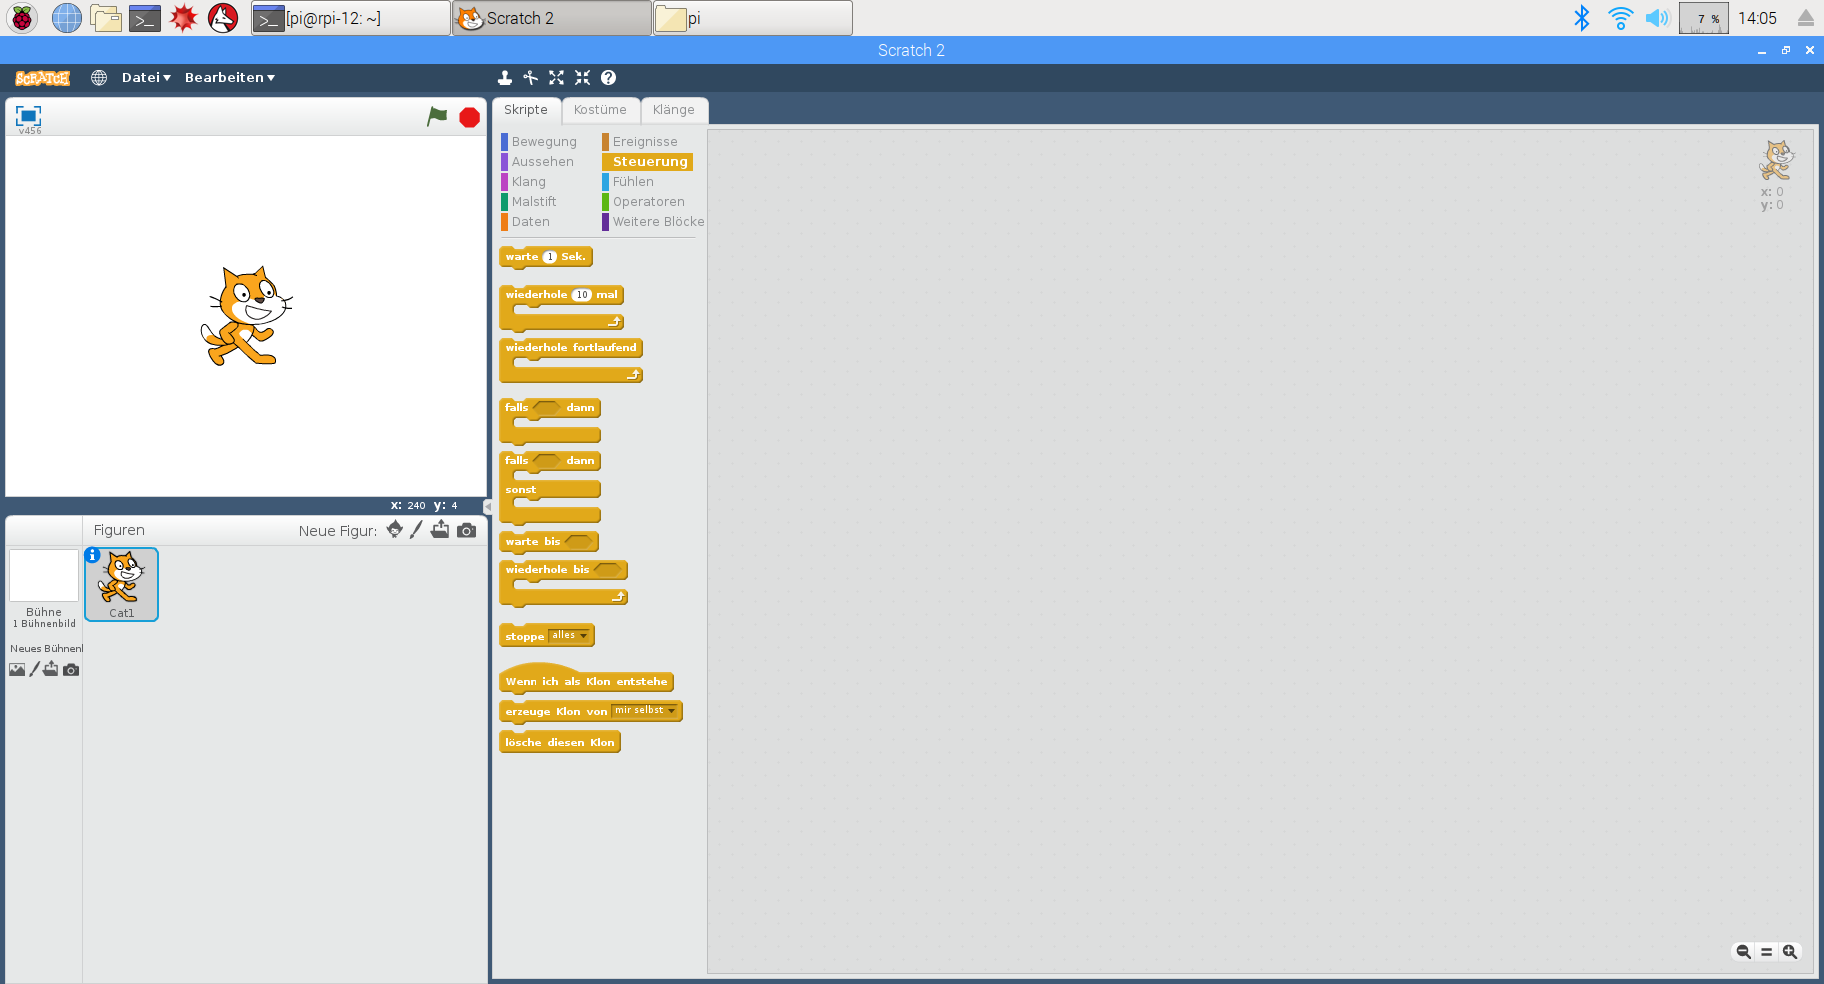 [pi@rpi-12: ~]
Scratch 2
pi
7 %
14:05
Scratch 2
SCRATCH
Datei
Bearbeiten
v456
Skripte
Kostüme
Klänge
Bewegung
Ereignisse
Aussehen
Steuerung
Klang
Fühlen
Malstift
Operatoren
Daten
Weitere Blöcke
x: 0
y: 0
warte 1 Sek.
wiederhole 10 mal
wiederhole fortlaufend
falls dann
falls dann
sonst
warte bis
wiederhole bis
stoppe alles
Wenn ich als Klon entstehe
erzeuge Klon von mir selbst
lösche diesen Klon
x: 240 y: 4
Figuren
Neue Figur:
Cat1
Bühne
1 Bühnenbild
Neues Bühnenl